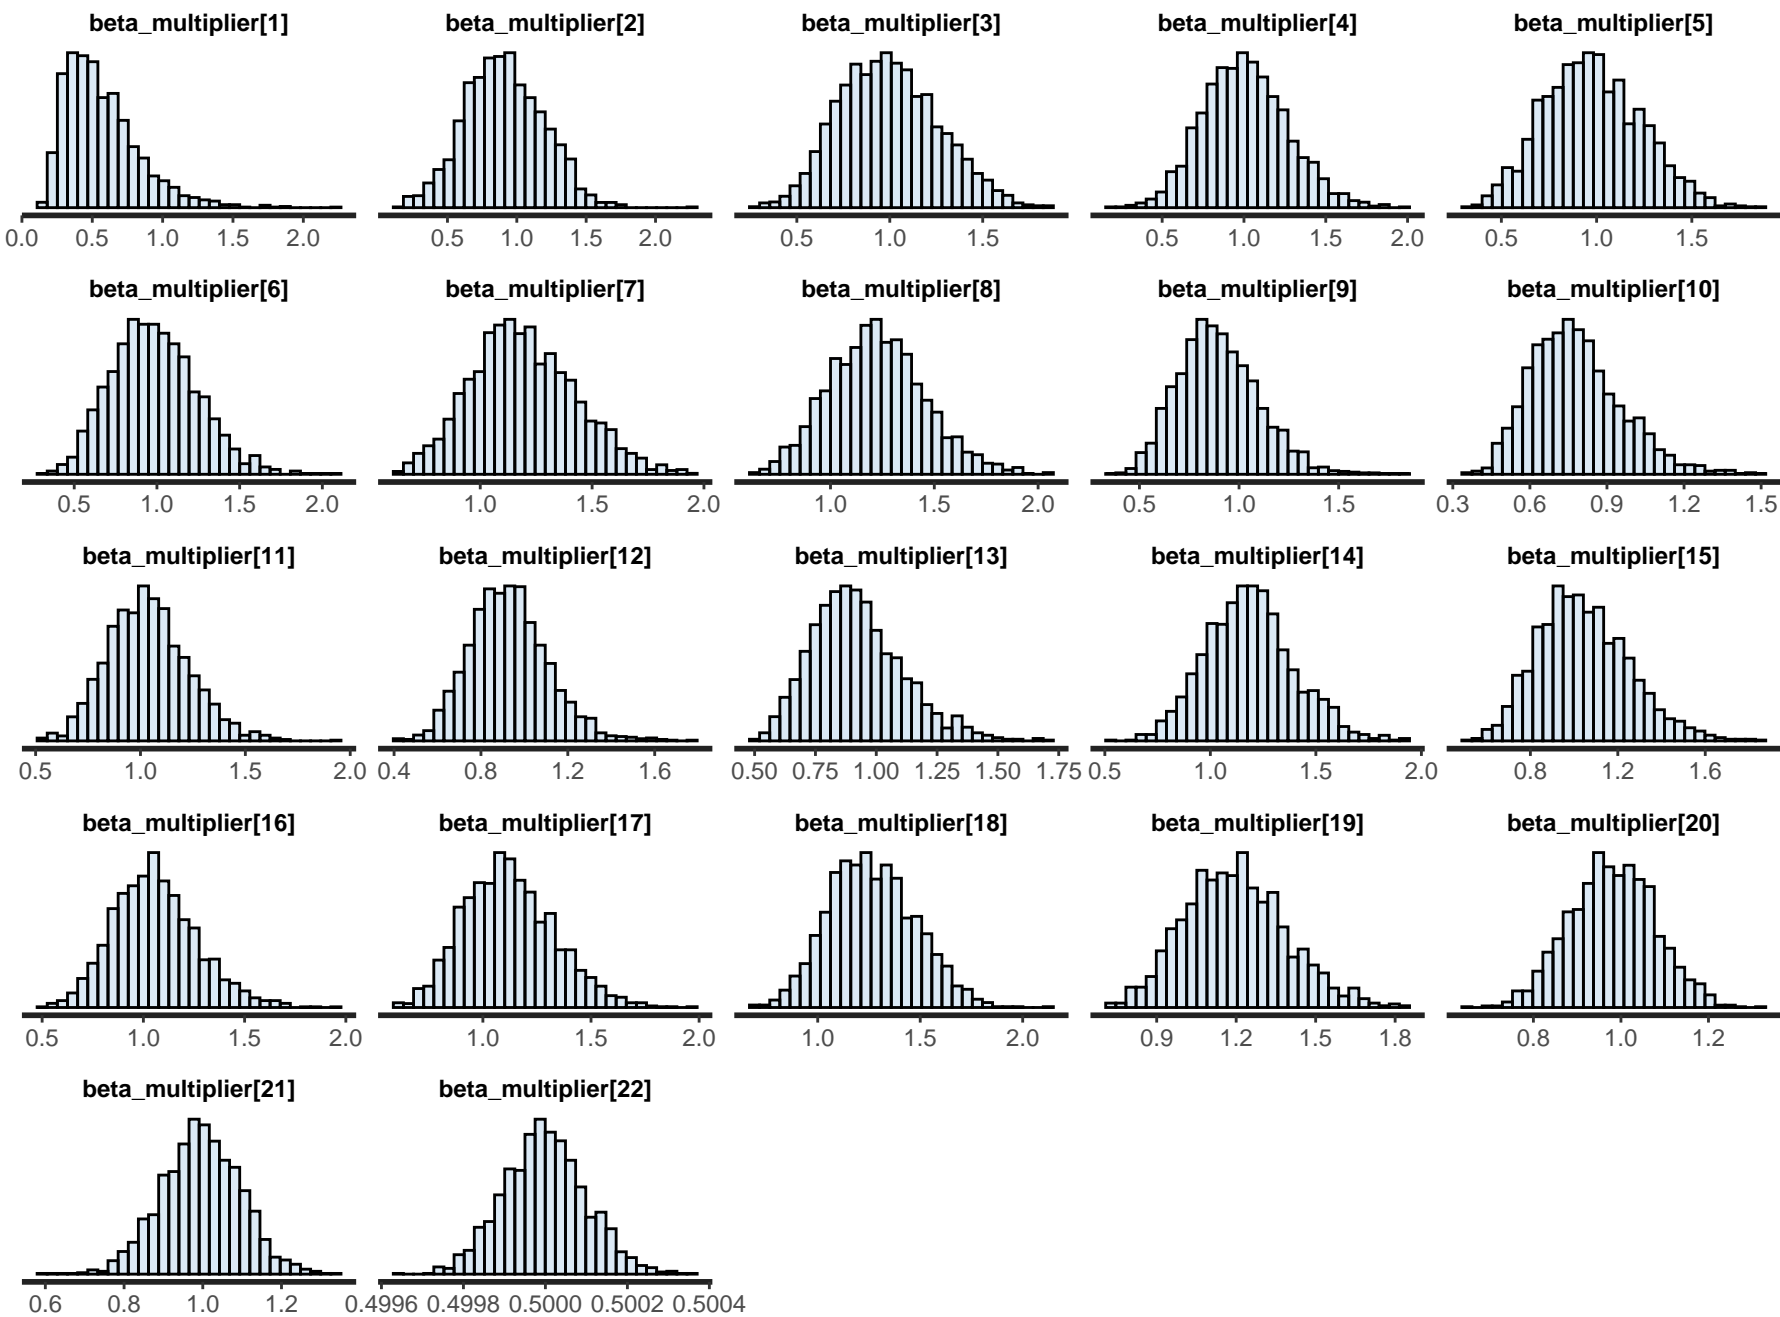 beta_multiplier[1] beta_multiplier[2] beta_multiplier[3] beta_multiplier[4] beta_multiplier[5]
0.0 0.5 1.0 1.5 2.0 0.5 1.0 1.5 2.0 0.5 1.0 1.5 0.5 1.0 1.5 2.0 0.5 1.0 1.5
beta_multiplier[6] beta_multiplier[7] beta_multiplier[8] beta_multiplier[9] beta_multiplier[10]
0.5 1.0 1.5 2.0 1.0 1.5 2.0 1.0 1.5 2.0 0.5 1.0 1.5 0.3 0.6 0.9 1.2 1.5
beta_multiplier[11] beta_multiplier[12] beta_multiplier[13] beta_multiplier[14] beta_multiplier[15]
0.5 1.0 1.5 2.0 0.4 0.8 1.2 1.6 0.50 0.75 1.00 1.25 1.50 1.75 0.5 1.0 1.5 2.0 0.8 1.2 1.6
beta_multiplier[16] beta_multiplier[17] beta_multiplier[18] beta_multiplier[19] beta_multiplier[20]
0.5 1.0 1.5 2.0 1.0 1.5 2.0 1.0 1.5 2.0 0.9 1.2 1.5 1.8 0.8 1.0 1.2
beta_multiplier[21] beta_multiplier[22]
0.6 0.8 1.0 1.2 0.4996 0.4998 0.5000 0.5002 0.5004